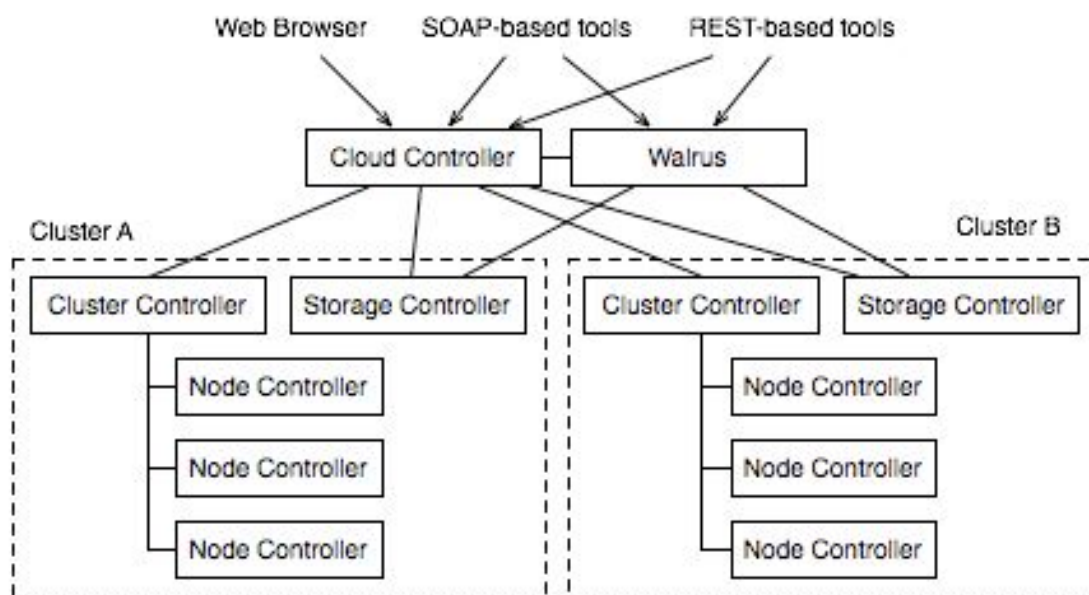 Web Browser SOAP-based tools REST-based tools
Cloud Controller Walrus
Cluster A Cluster B
Cluster Controller Storage Controller Cluster Controller Storage Controller
Node Controller Node Controller
Node Controller Node Controller
Node Controller Node Controller